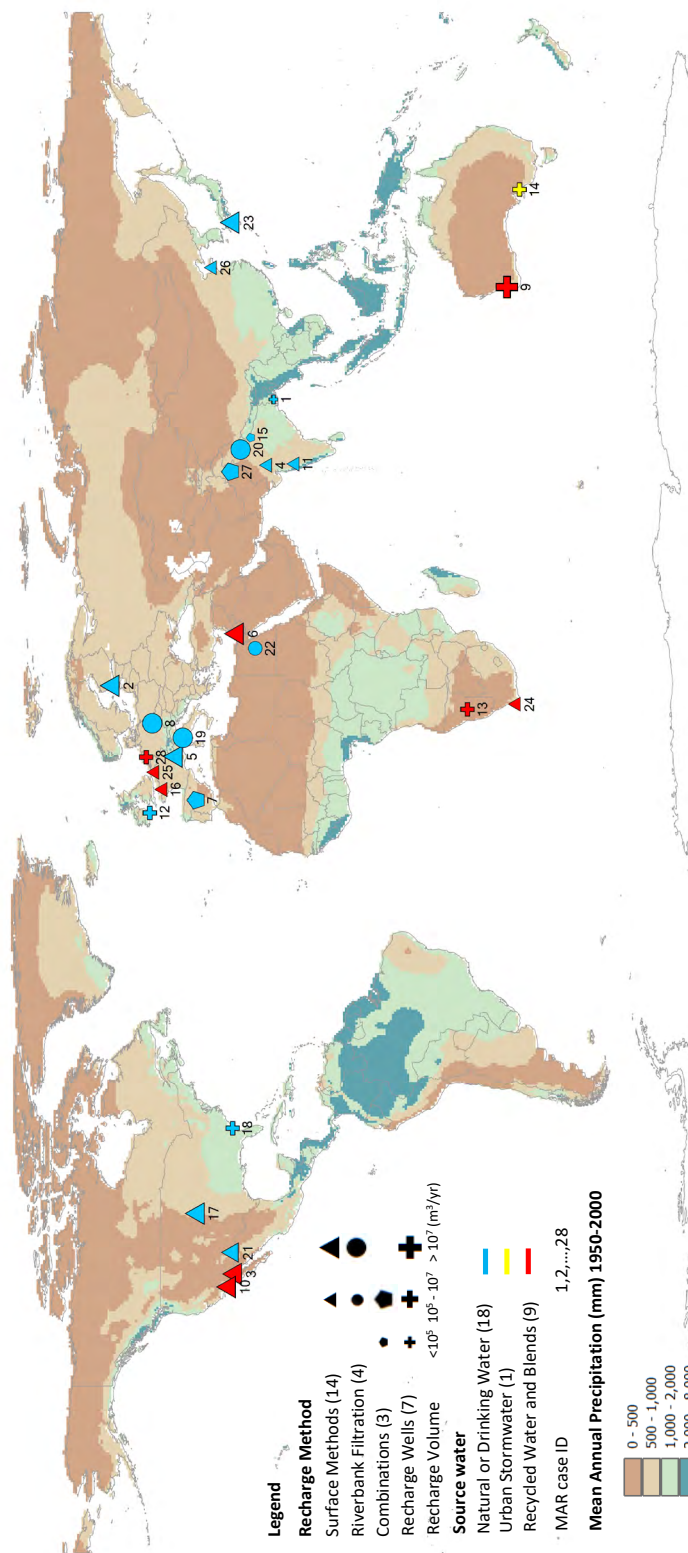 Legend
Recharge Method
Surface Methods (14)
Riverbank Filtration (4)
Combinations (3)
Recharge Wells (7)
Recharge Volume
<10⁵ 10⁵ - 10⁷ > 10⁷ (m³/yr)
Source water
Natural or Drinking Water (18)
Urban Stormwater (1)
Recycled Water and Blends (9)
MAR case ID 1,2,...,28
Mean Annual Precipitation (mm) 1950-2000
0 - 500
500 - 1,000
1,000 - 2,000
10
3
21
17
18
12
7
16
25
28
5
19
8
2
6
22
13
24
27
20
15
4
11
1
26
23
9
14